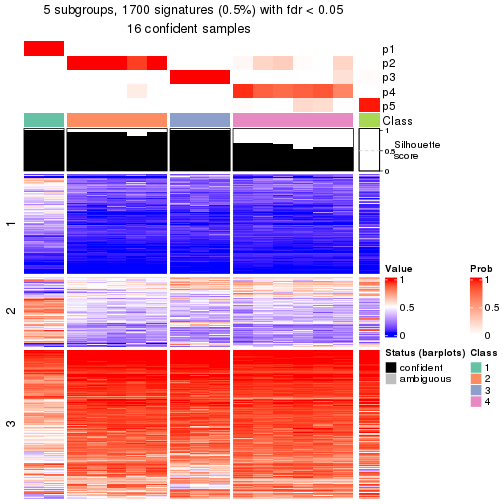 5 subgroups, 1700 signatures (0.5%) with fdr < 0.05
16 confident samples
p1
p2
p3
p4
p5
Class
1
0.5
0
Silhouette
score
1
2
3
Value
1
0.5
0
Prob
1
0.5
0
Status (barplots)
confident
ambiguous
Class
1
2
3
4